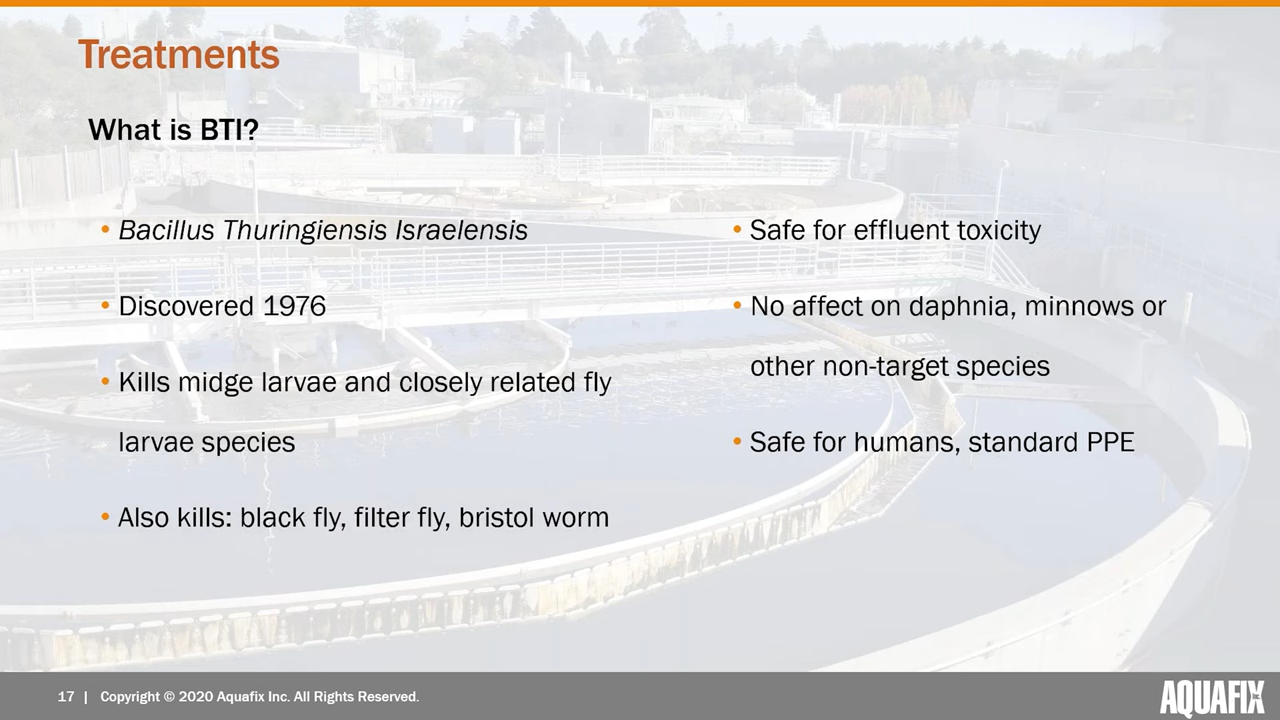 Treatments
What is BTI?
• Bacillus Thuringiensis Israelensis
• Discovered 1976
• Kills midge larvae and closely related fly
larvae species
• Also kills: black fly, filter fly, bristol worm
• Safe for effluent toxicity
• No affect on daphnia, minnows or
other non-target species
• Safe for humans, standard PPE
17 | Copyright © 2020 Aquafix Inc. All Rights Reserved.
AQUAFIX Inc.